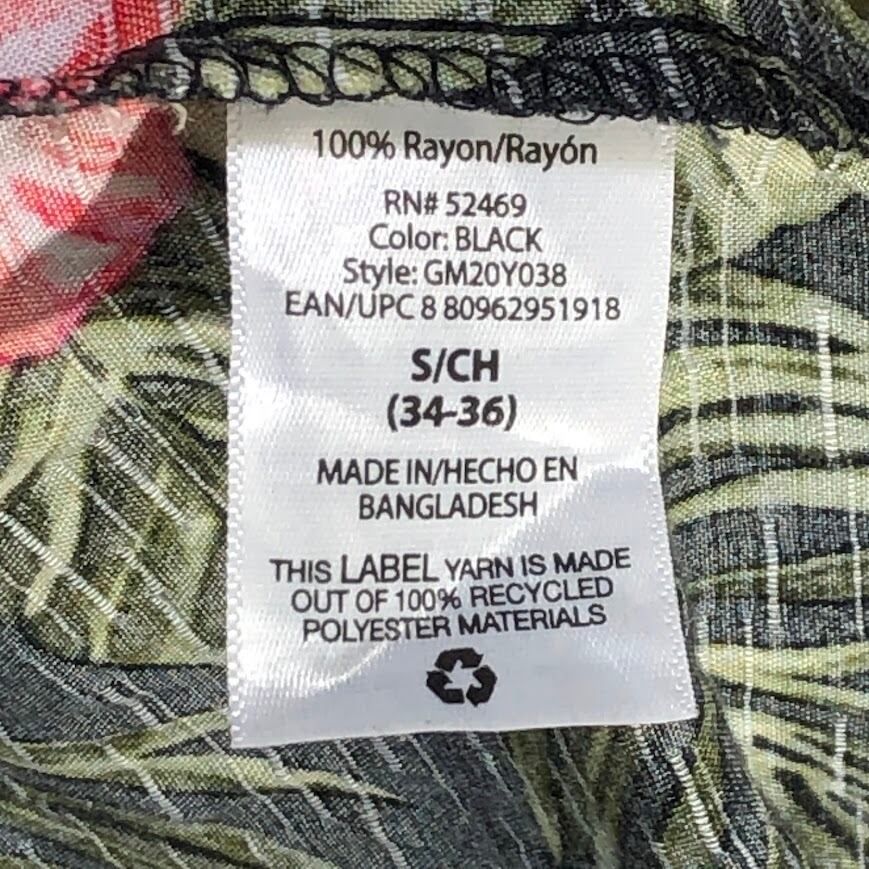 100% Rayon/Rayón
RN# 52469
Color: BLACK
Style: GM20Y038
EAN/UPC 8 80962951918
S/CH
(34-36)
MADE IN/HECHO EN
BANGLADESH
THIS LABEL YARN IS MADE
OUT OF 100% RECYCLED
POLYESTER MATERIALS